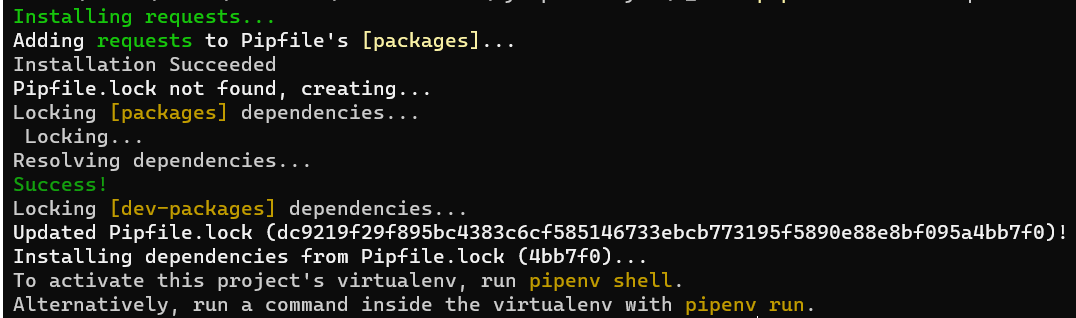 Installing requests...
Adding requests to Pipfile's [packages]...
Installation Succeeded
Pipfile.lock not found, creating...
Locking [packages] dependencies...
Locking...
Resolving dependencies...
Success!
Locking [dev-packages] dependencies...
Updated Pipfile.lock (dc9219f29f895bc4383c6cf585146733ebcb773195f5890e88e8bf095a4bb7f0)!
Installing dependencies from Pipfile.lock (4bb7f0)...
To activate this project's virtualenv, run pipenv shell.
Alternatively, run a command inside the virtualenv with pipenv run.